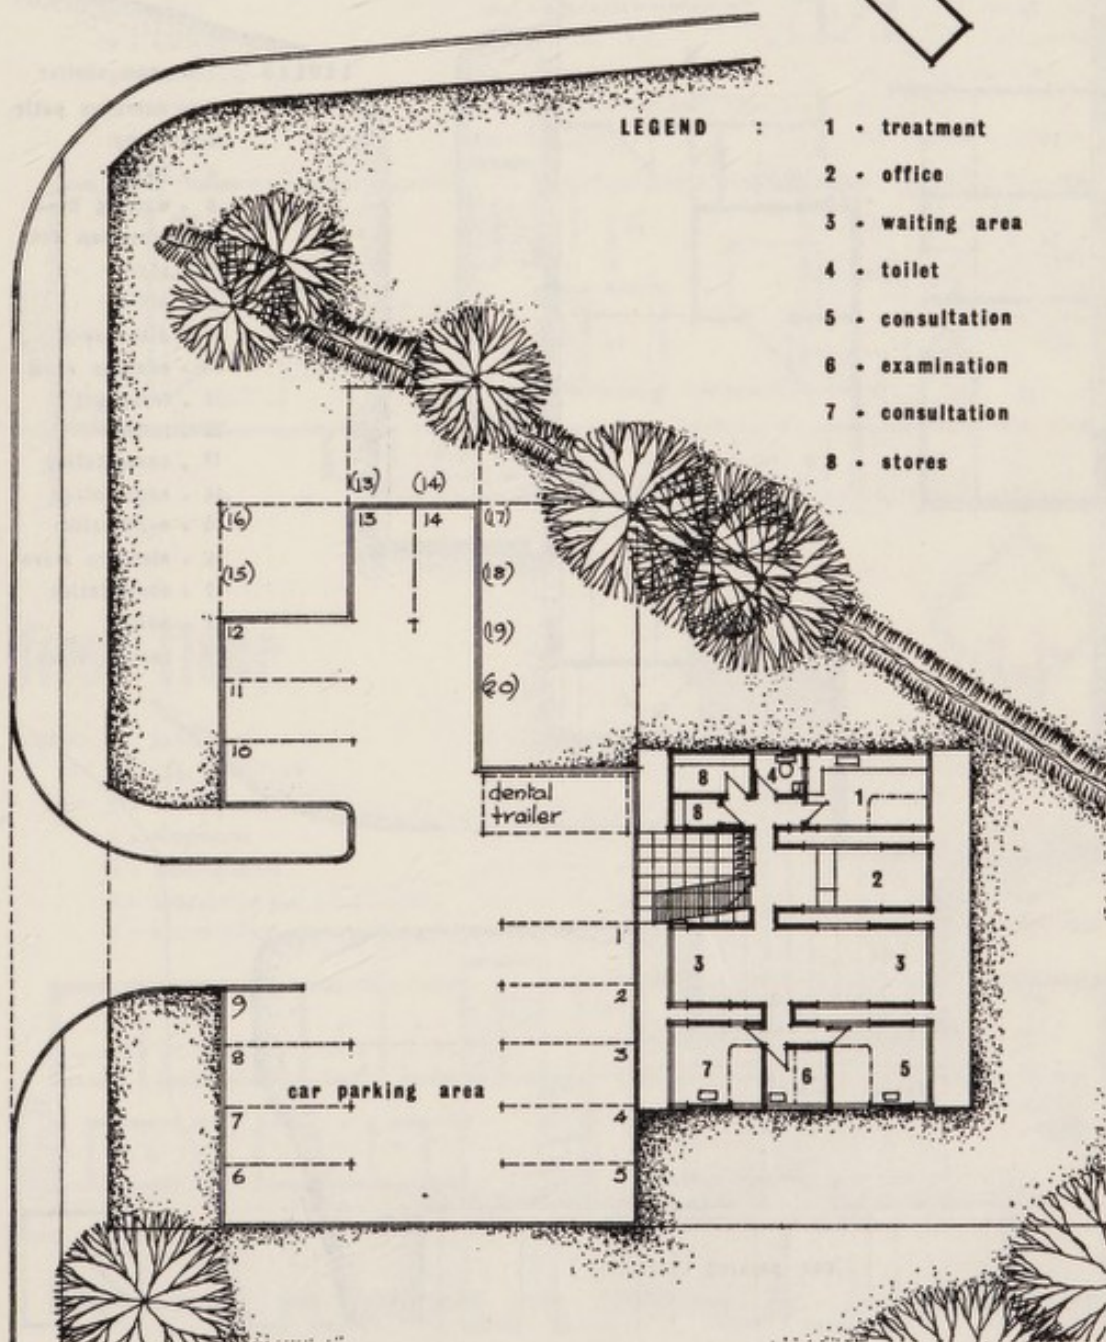 LEGEND :
1 • treatment
2 • office
3 • waiting area
4 • toilet
5 • consultation
6 • examination
7 • consultation
8 • stores
(13) (14)
(16) 13 14 (17)
(15) (18)
12 (19)
11 (20)
10
dental
trailer
8 4 1
8
2
1
3 3
9 2
8 3
7 6 5
car parking area
7 4
6 5